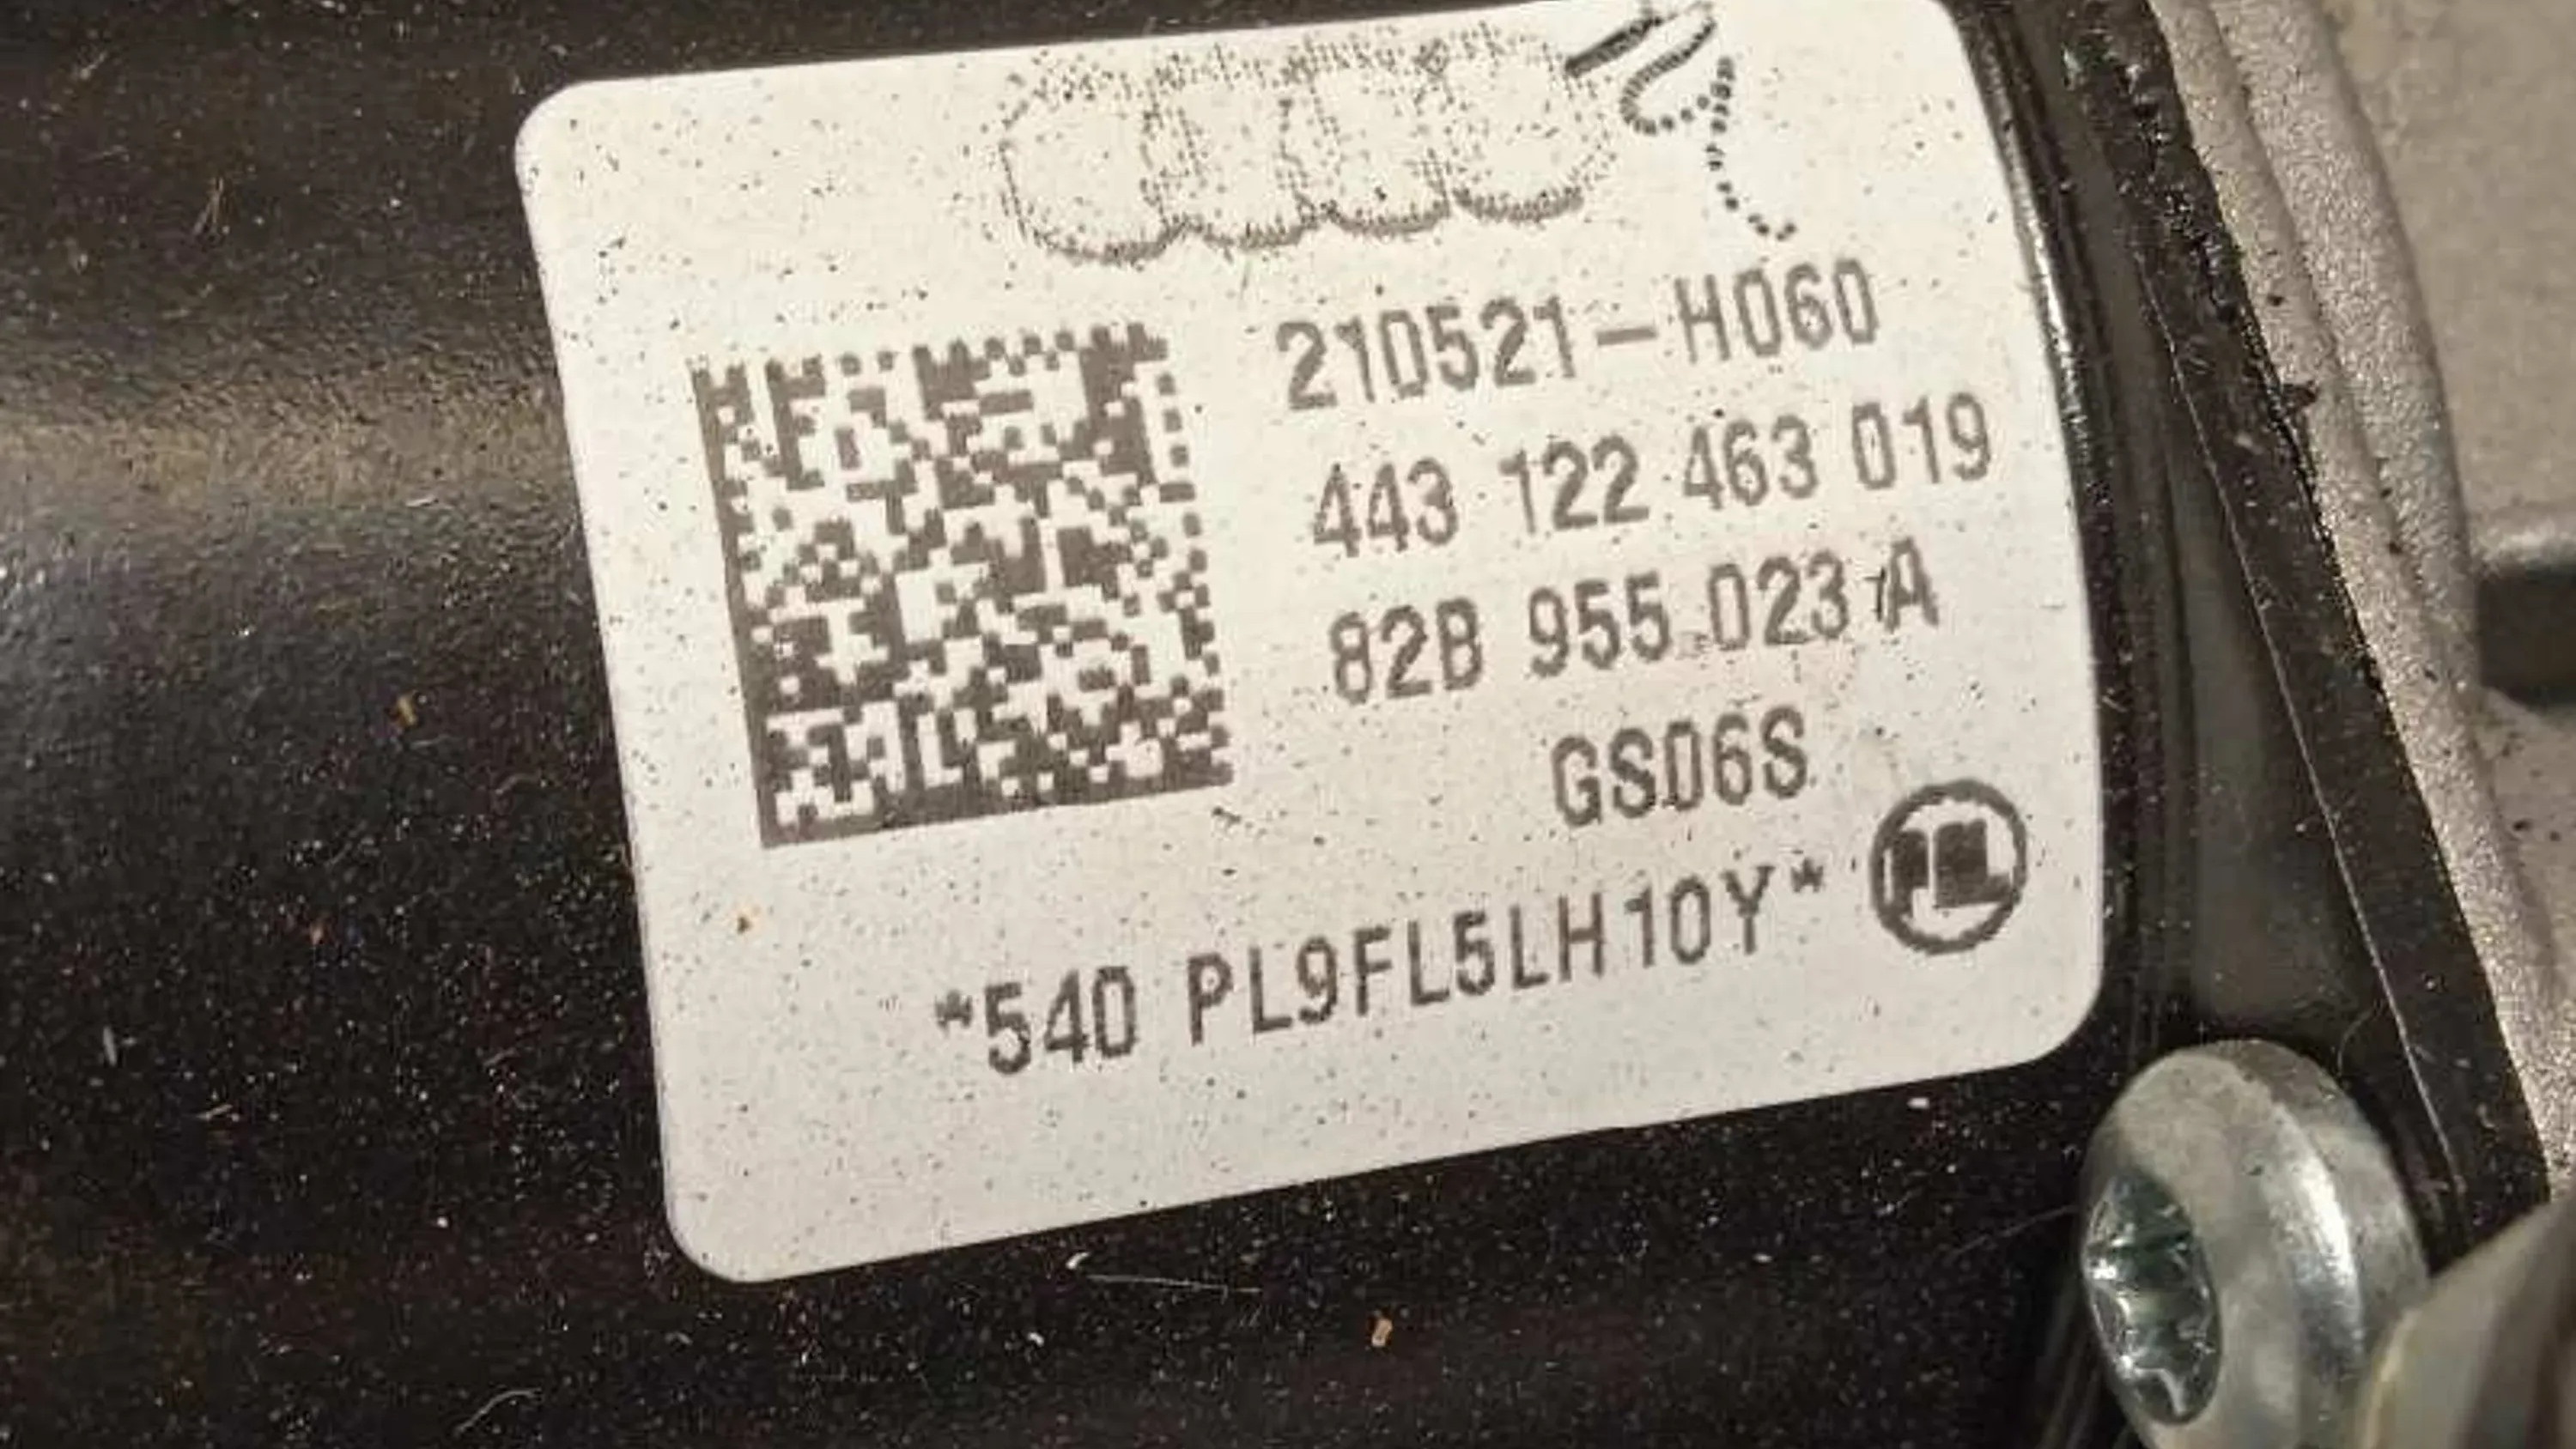 210521-H060
443 122 463 019
82B 955 023 A
GS06S
*540 PL9FL5LH10Y*